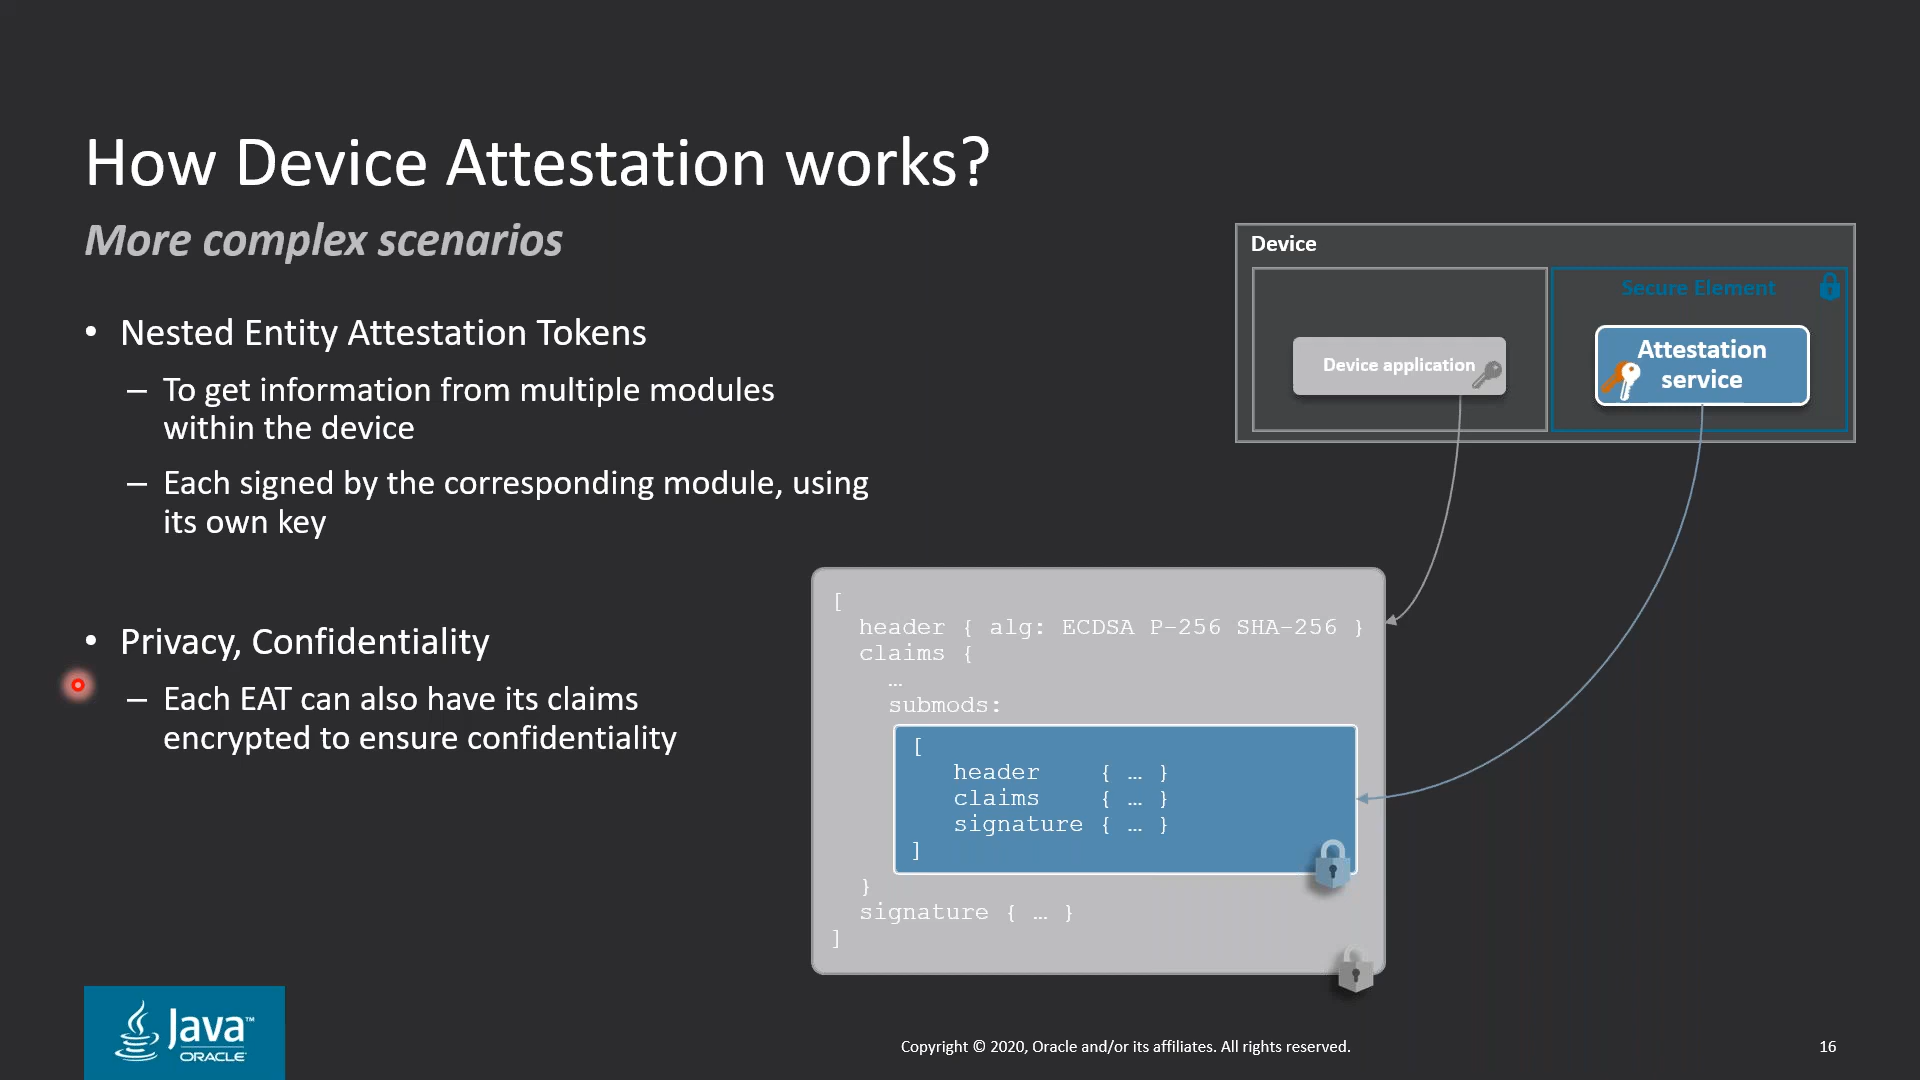 How Device Attestation works?
More complex scenarios
• Nested Entity Attestation Tokens
– To get information from multiple modules
within the device
– Each signed by the corresponding module, using
its own key
• Privacy, Confidentiality
– Each EAT can also have its claims
encrypted to ensure confidentiality
Device
Device application
Secure Element
Attestation
service
[
header { alg: ECDSA P-256 SHA-256 }
claims {
…
submods:
[
header { … }
claims { … }
signature { … }
]
}
signature { … }
]
Java™
ORACLE
Copyright © 2020, Oracle and/or its affiliates. All rights reserved.
16